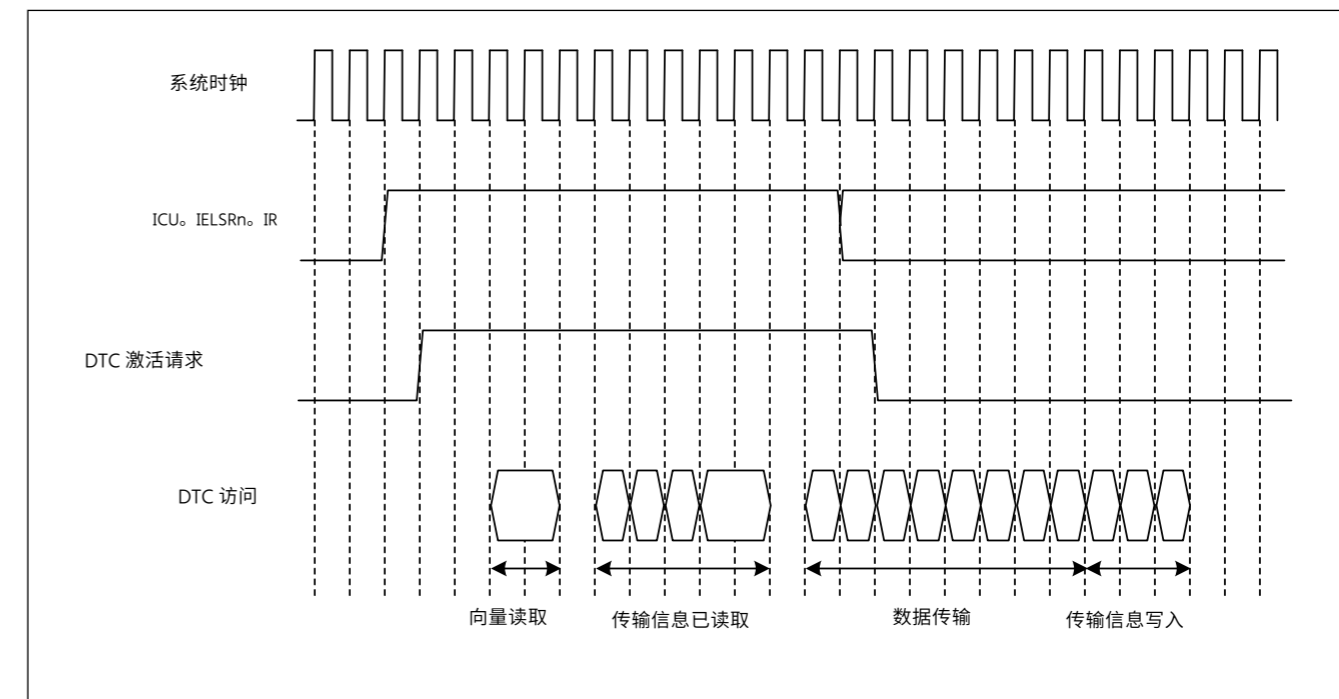 系统时钟
ICU。IELSRn。IR
DTC 激活请求
DTC 访问
向量读取
传输信息已读取
数据传输
传输信息写入